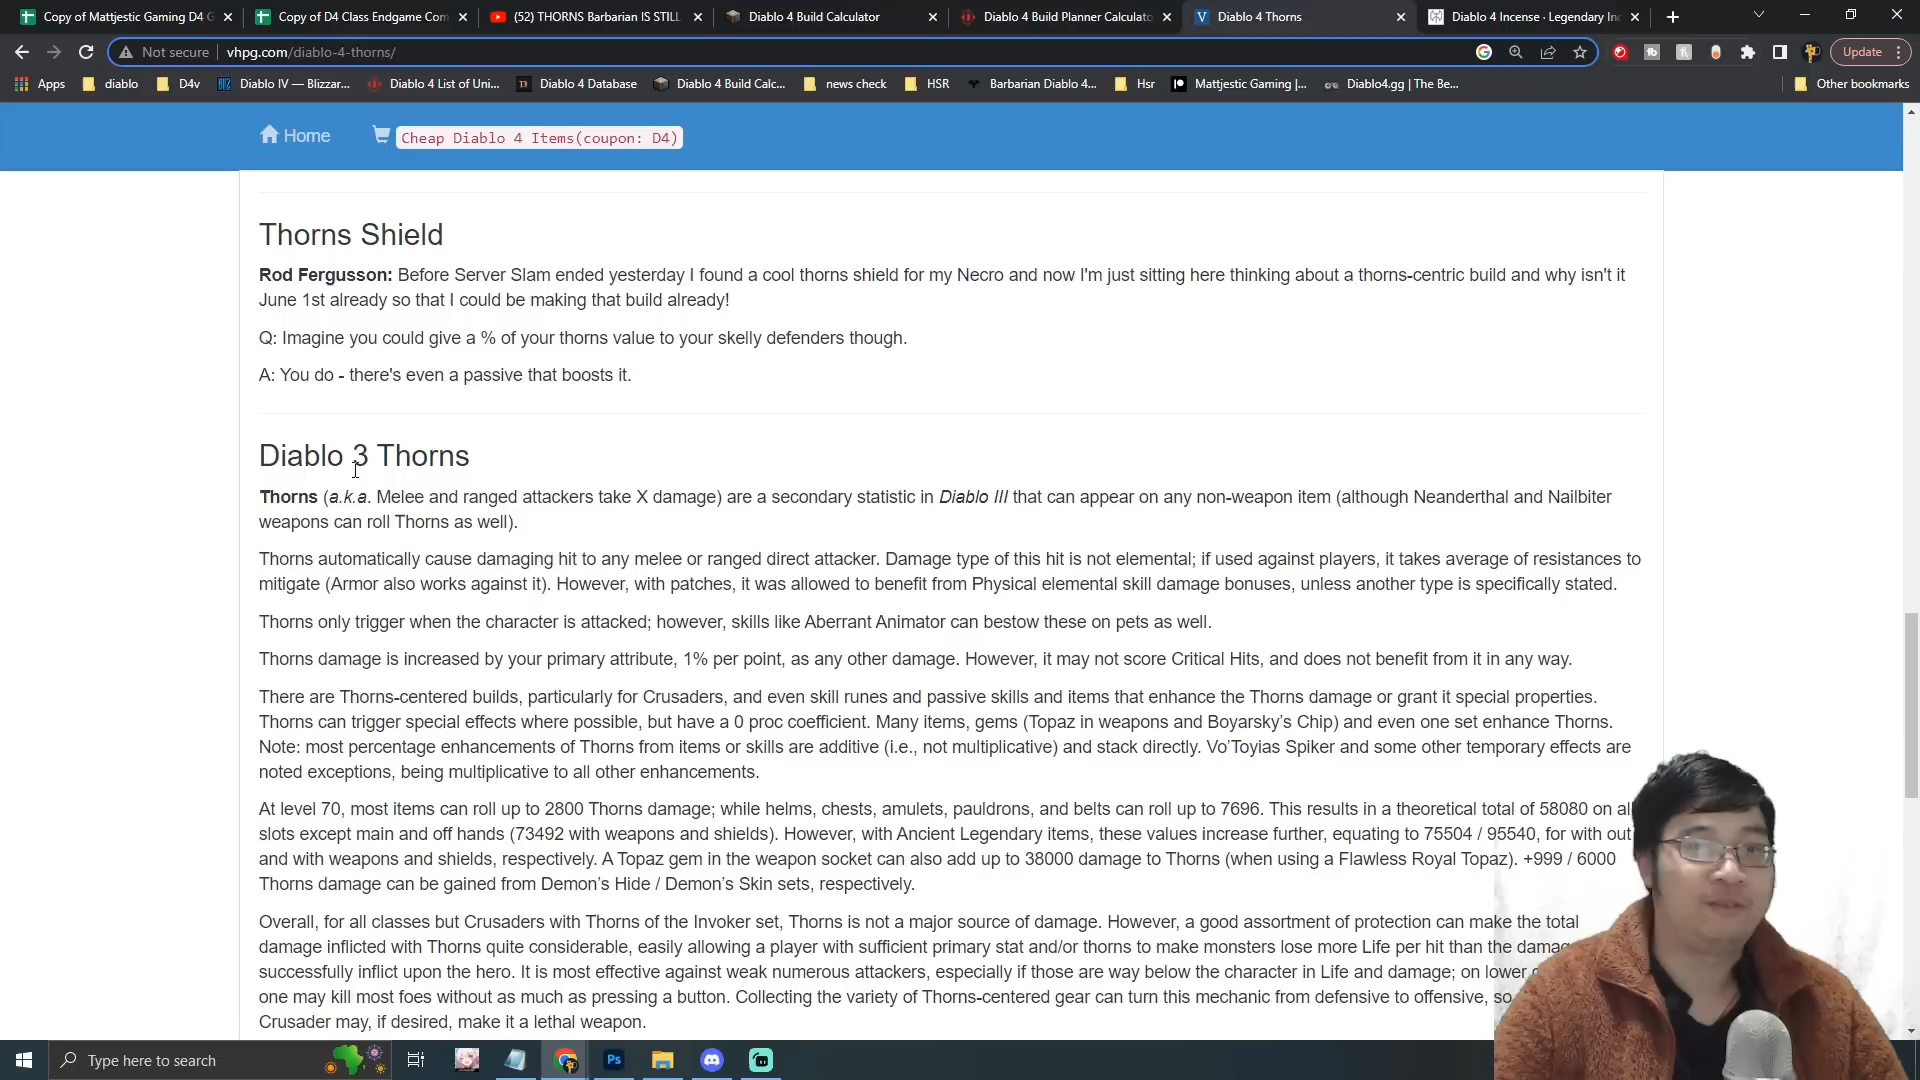 Copy of Mattjestic Gaming D4 G
Copy of D4 Class Endgame Com
(52) THORNS Barbarian IS STILL
Diablo 4 Build Calculator
Diablo 4 Build Planner Calculato
Diablo 4 Thorns
Diablo 4 Incense · Legendary Inc
Not secure
vhpg.com/diablo-4-thorns/
Update
Apps
diablo
D4v
Diablo IV — Blizzar...
Diablo 4 List of Uni...
Diablo 4 Database
Diablo 4 Build Calc...
news check
HSR
Barbarian Diablo 4...
Hsr
Mattjestic Gaming |...
Diablo4.gg | The Be...
Other bookmarks
Home
Cheap Diablo 4 Items(coupon: D4)
Thorns Shield
Rod Fergusson: Before Server Slam ended yesterday I found a cool thorns shield for my Necro and now I'm just sitting here thinking about a thorns-centric build and why isn't it
June 1st already so that I could be making that build already!
Q: Imagine you could give a % of your thorns value to your skelly defenders though.
A: You do - there's even a passive that boosts it.
Diablo 3 Thorns
Thorns (a.k.a. Melee and ranged attackers take X damage) are a secondary statistic in Diablo III that can appear on any non-weapon item (although Neanderthal and Nailbiter
weapons can roll Thorns as well).
Thorns automatically cause damaging hit to any melee or ranged direct attacker. Damage type of this hit is not elemental; if used against players, it takes average of resistances to
mitigate (Armor also works against it). However, with patches, it was allowed to benefit from Physical elemental skill damage bonuses, unless another type is specifically stated.
Thorns only trigger when the character is attacked; however, skills like Aberrant Animator can bestow these on pets as well.
Thorns damage is increased by your primary attribute, 1% per point, as any other damage. However, it may not score Critical Hits, and does not benefit from it in any way.
There are Thorns-centered builds, particularly for Crusaders, and even skill runes and passive skills and items that enhance the Thorns damage or grant it special properties.
Thorns can trigger special effects where possible, but have a 0 proc coefficient. Many items, gems (Topaz in weapons and Boyarsky's Chip) and even one set enhance Thorns.
Note: most percentage enhancements of Thorns from items or skills are additive (i.e., not multiplicative) and stack directly. Vo'Toyias Spiker and some other temporary effects are
noted exceptions, being multiplicative to all other enhancements.
At level 70, most items can roll up to 2800 Thorns damage; while helms, chests, amulets, pauldrons, and belts can roll up to 7696. This results in a theoretical total of 58080 on all
slots except main and off hands (73492 with weapons and shields). However, with Ancient Legendary items, these values increase further, equating to 75504 / 95540, for with out
and with weapons and shields, respectively. A Topaz gem in the weapon socket can also add up to 38000 damage to Thorns (when using a Flawless Royal Topaz). +999 / 6000
Thorns damage can be gained from Demon's Hide / Demon's Skin sets, respectively.
Overall, for all classes but Crusaders with Thorns of the Invoker set, Thorns is not a major source of damage. However, a good assortment of protection can make the total
damage inflicted with Thorns quite considerable, easily allowing a player with sufficient primary stat and/or thorns to make monsters lose more Life per hit than the damag
successfully inflict upon the hero. It is most effective against weak numerous attackers, especially if those are way below the character in Life and damage; on lower
one may kill most foes without as much as pressing a button. Collecting the variety of Thorns-centered gear can turn this mechanic from defensive to offensive, so
Crusader may, if desired, make it a lethal weapon.
Type here to search
Ps